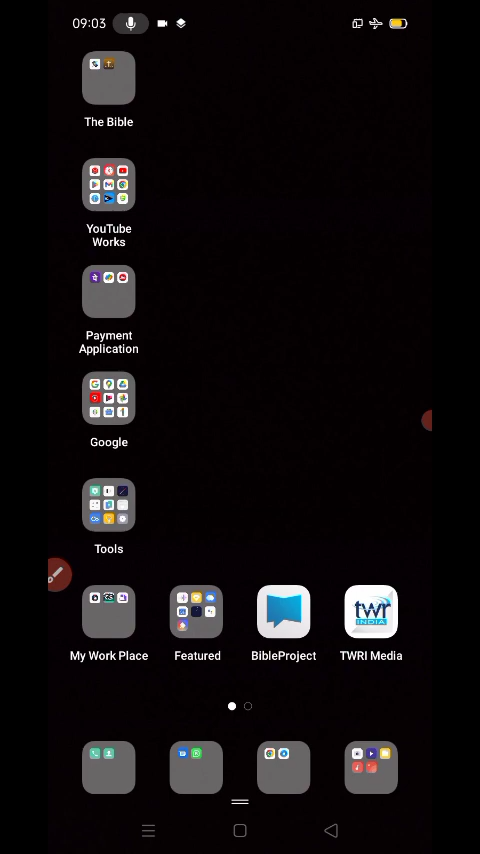 09:03
The Bible
YouTube
Works
Payment
Application
Google
Tools
twr
INDIA
My Work Place
Featured
BibleProject
TWRI Media